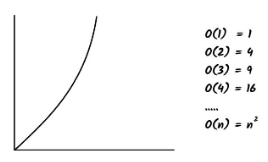 O(1) = 1
O(2) = 4
O(3) = 9
O(4) = 16
.....
O(n) = n²